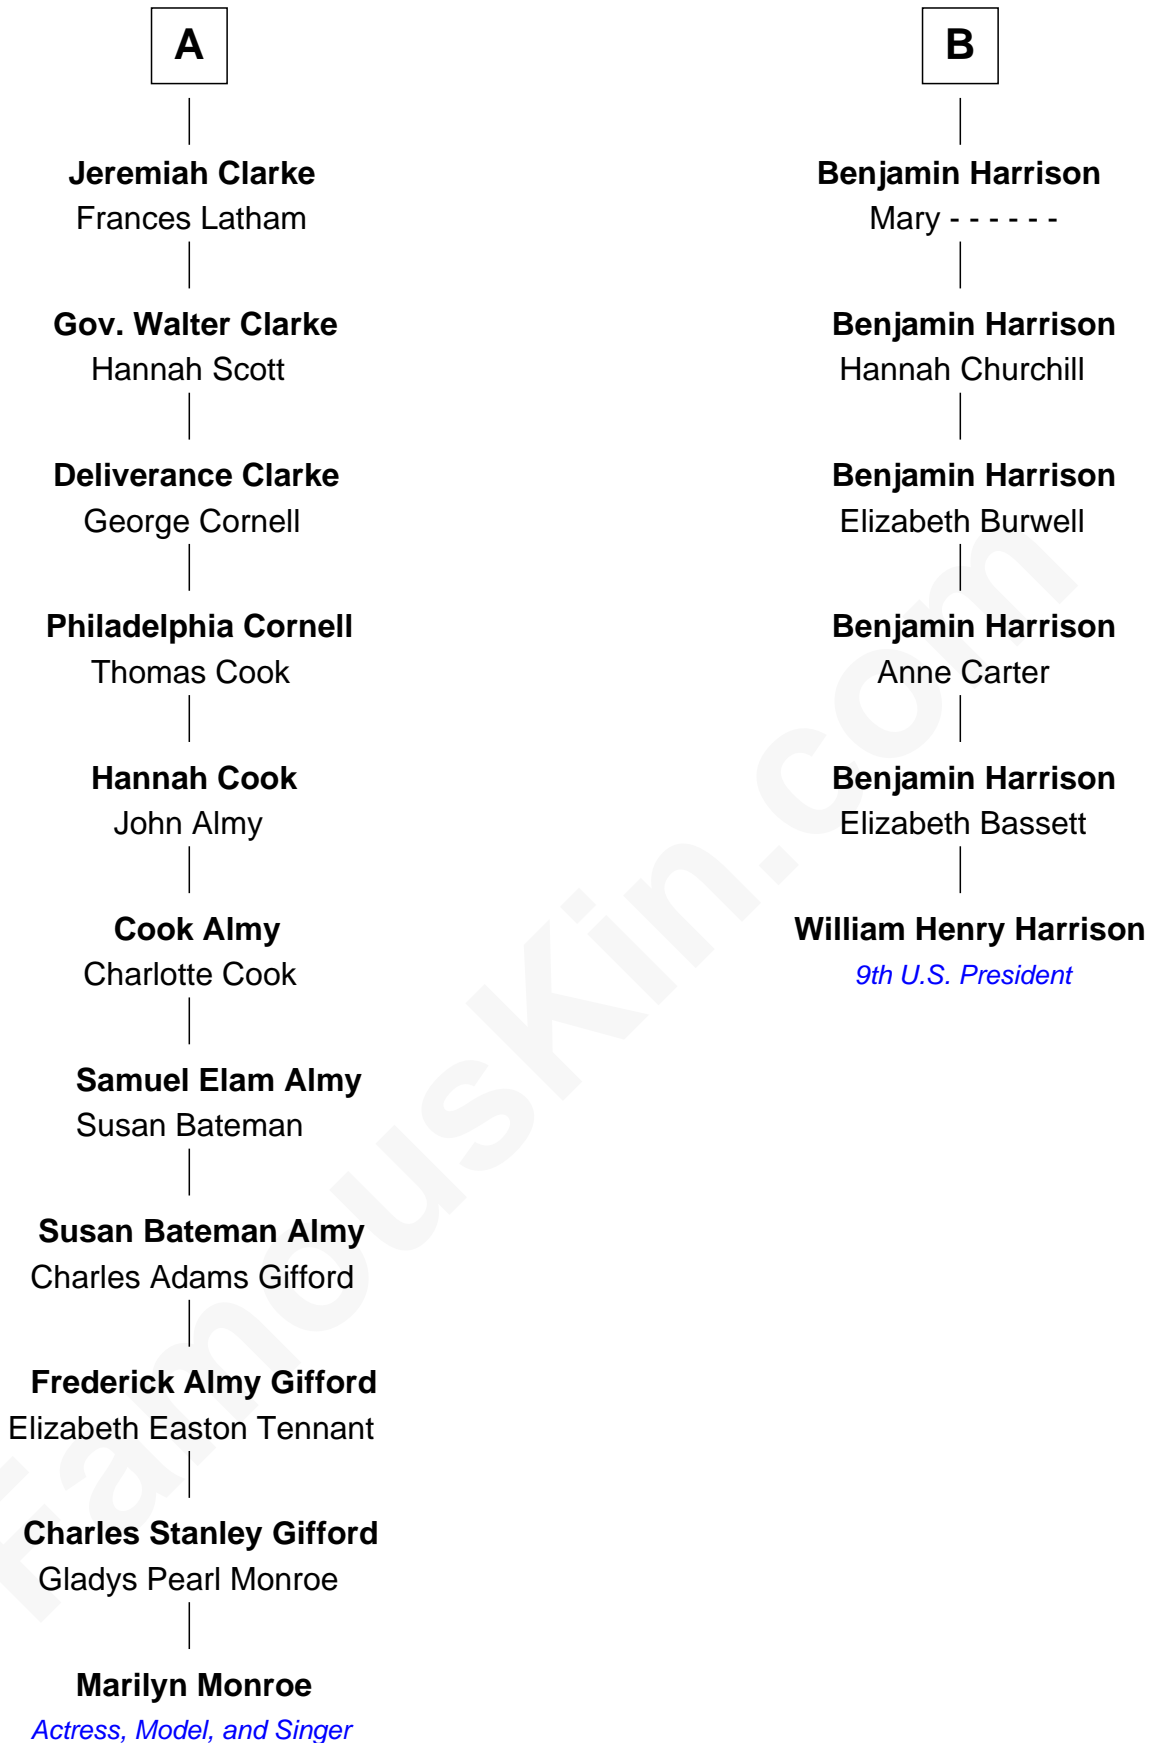 A
Jeremiah Clarke
Frances Latham
Gov. Walter Clarke
Hannah Scott
Deliverance Clarke
George Cornell
Philadelphia Cornell
Thomas Cook
Hannah Cook
John Almy
Cook Almy
Charlotte Cook
Samuel Elam Almy
Susan Bateman
Susan Bateman Almy
Charles Adams Gifford
Frederick Almy Gifford
Elizabeth Easton Tennant
Charles Stanley Gifford
Gladys Pearl Monroe
Marilyn Monroe
Actress, Model, and Singer
B
Benjamin Harrison
Mary - - - - - -
Benjamin Harrison
Hannah Churchill
Benjamin Harrison
Elizabeth Burwell
Benjamin Harrison
Anne Carter
Benjamin Harrison
Elizabeth Bassett
William Henry Harrison
9th U.S. President
FamousKin.com